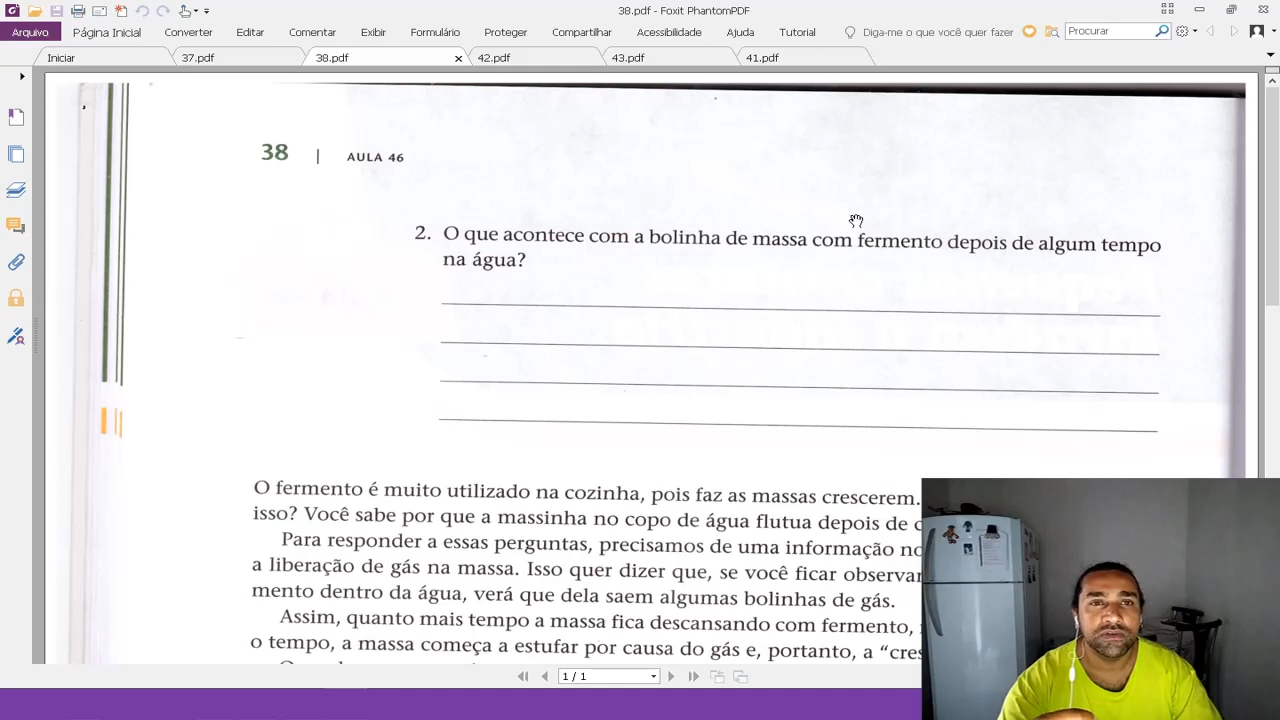 38.pdf - Foxit PhantomPDF
Arquivo Página Inicial Converter Editar Comentar Exibir Formulário Proteger Compartilhar Acessibilidade Ajuda Tutorial Diga-me o que você quer fazer Procurar
Iniciar 37.pdf 38.pdf 42.pdf 43.pdf 41.pdf
38 | AULA 46
2. O que acontece com a bolinha de massa com fermento depois de algum tempo
na água?
O fermento é muito utilizado na cozinha, pois faz as massas crescerem.
isso? Você sabe por que a massinha no copo de água flutua depois de
Para responder a essas perguntas, precisamos de uma informação
a liberação de gás na massa. Isso quer dizer que, se você ficar
mento dentro da água, verá que dela saem algumas bolinhas de gás.
Assim, quanto mais tempo a massa fica descansando com fermento,
o tempo, a massa começa a estufar por causa do gás e, portanto, a
1 / 1